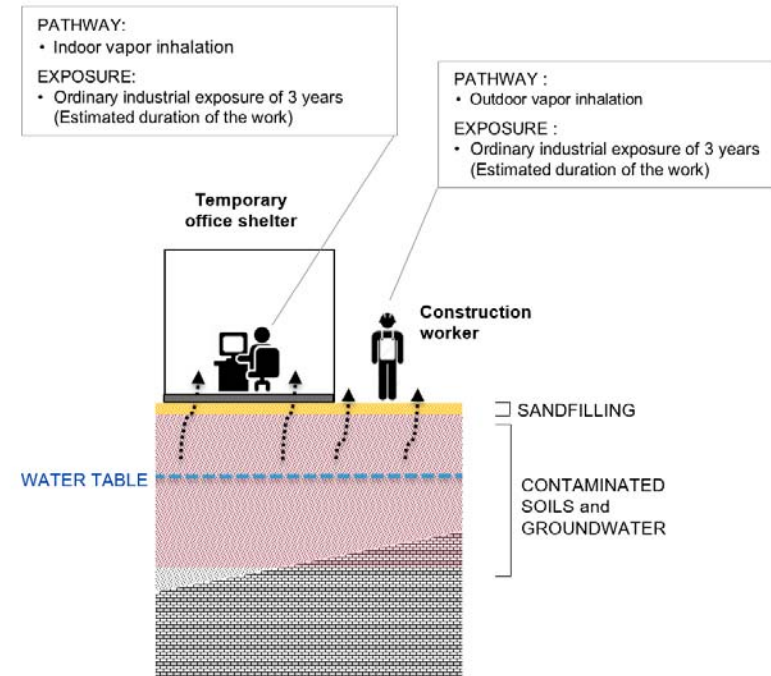 PATHWAY:
• Indoor vapor inhalation
EXPOSURE:
• Ordinary industrial exposure of 3 years
(Estimated duration of the work)
PATHWAY :
• Outdoor vapor inhalation
EXPOSURE :
• Ordinary industrial exposure of 3 years
(Estimated duration of the work)
Temporary
office shelter
Construction
worker
SANDFILLING
WATER TABLE
CONTAMINATED
SOILS and
GROUNDWATER